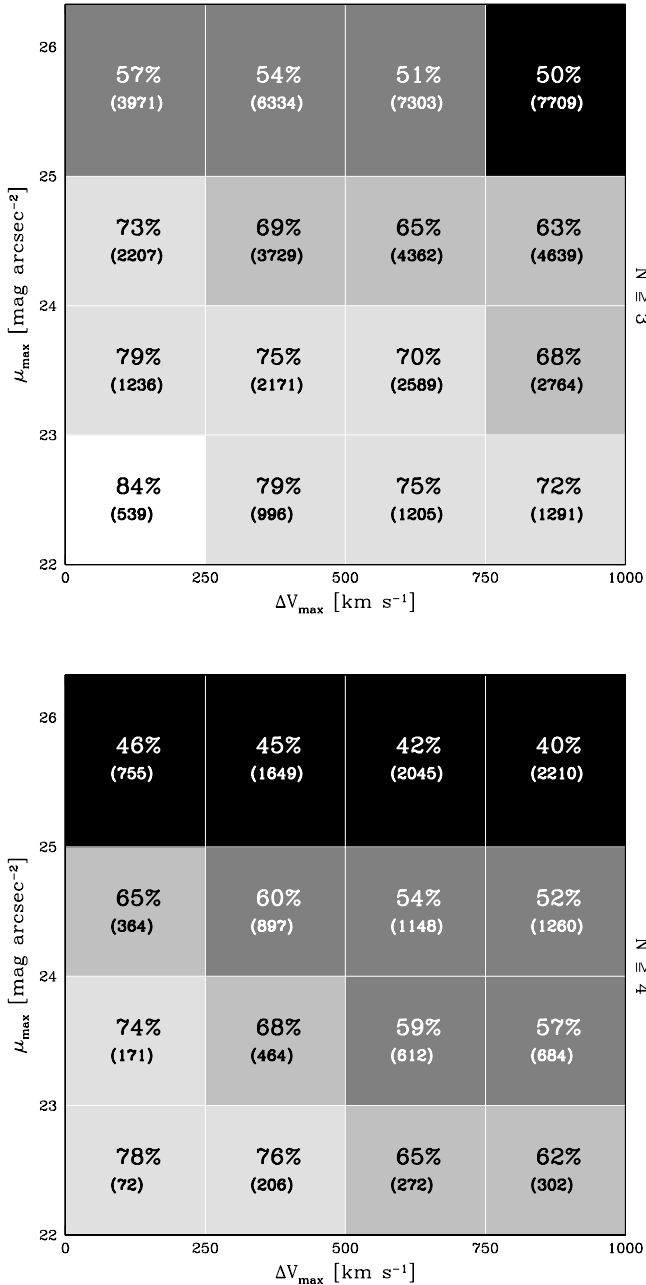 26
57% 54% 51% 50%
(3971) (6334) (7303) (7709)
25
73% 69% 65% 63%
(2207) (3729) (4362) (4639)
24
79% 75% 70% 68%
(1236) (2171) (2589) (2764)
23
84% 79% 75% 72%
(539) (996) (1205) (1291)
22
0 250 500 750 1000
ΔVmax [km s⁻¹]
μmax [mag arcsec⁻²]
N ≥ 3
26
46% 45% 42% 40%
(755) (1649) (2045) (2210)
25
65% 60% 54% 52%
(364) (897) (1148) (1260)
24
74% 68% 59% 57%
(171) (464) (612) (684)
23
78% 76% 65% 62%
(72) (206) (272) (302)
22
0 250 500 750 1000
ΔVmax [km s⁻¹]
μmax [mag arcsec⁻²]
N ≥ 4